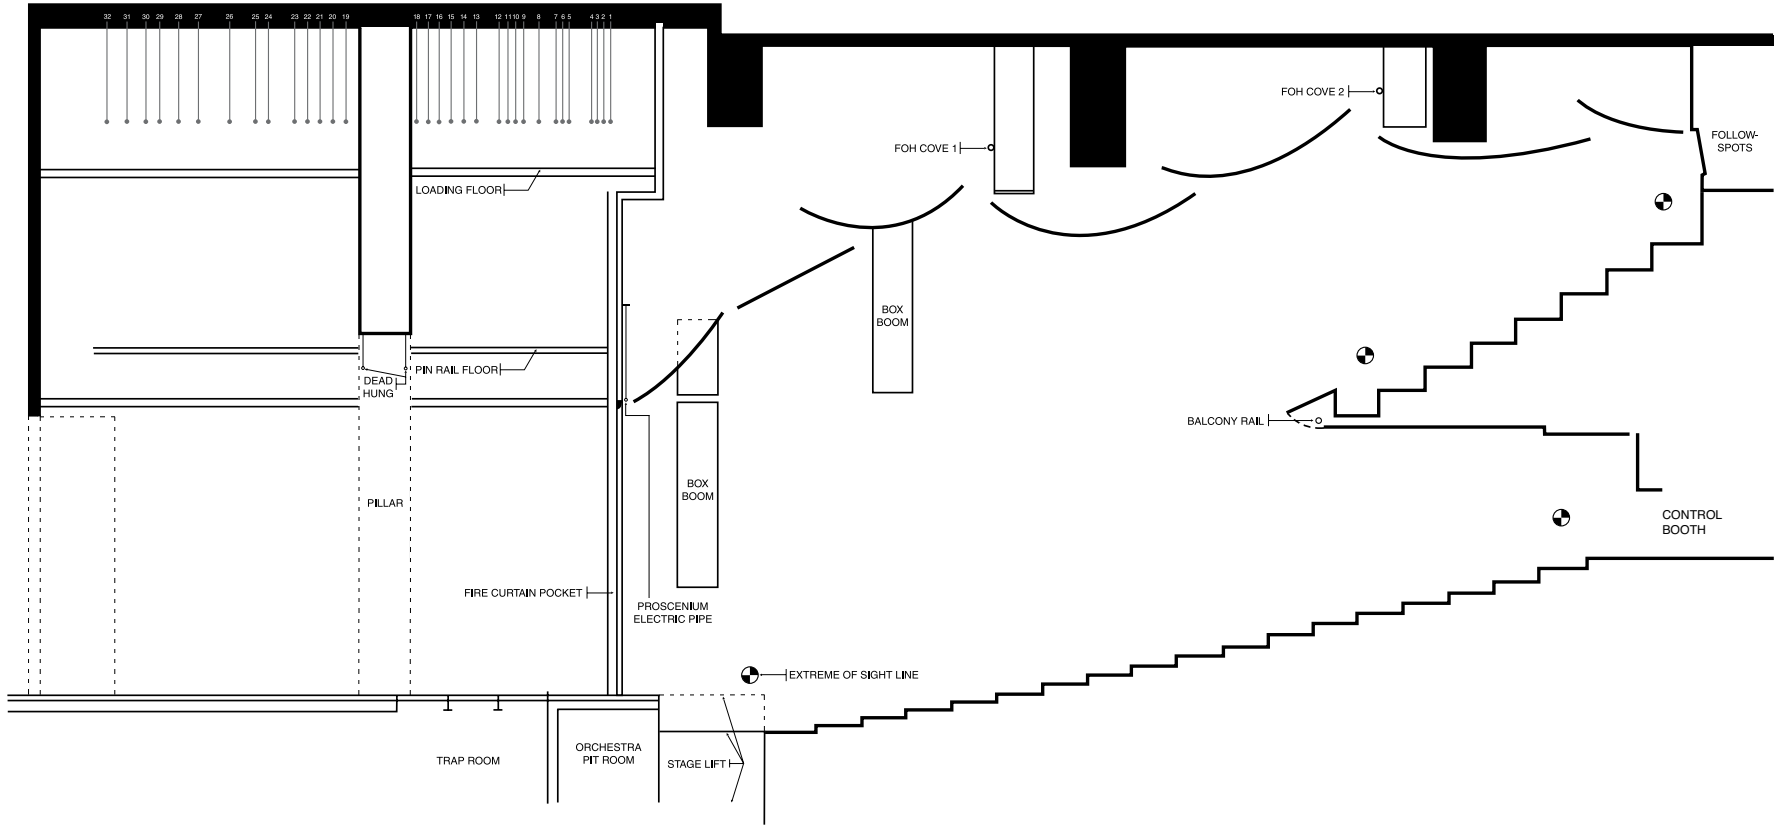 32 31 30 29 28 27 26 25 24 23 22 21 20 19 18 17 16 15 14 13 12 11 10 9 8 7 6 5 4 3 2 1
FOH COVE 2
FOH COVE 1
FOLLOW-
SPOTS
LOADING FLOOR
BOX
BOOM
PIN RAIL FLOOR
DEAD
HUNG
BALCONY RAIL
BOX
BOOM
PILLAR
CONTROL
BOOTH
FIRE CURTAIN POCKET
PROSCENIUM
ELECTRIC PIPE
EXTREME OF SIGHT LINE
TRAP ROOM
ORCHESTRA
PIT ROOM
STAGE LIFT